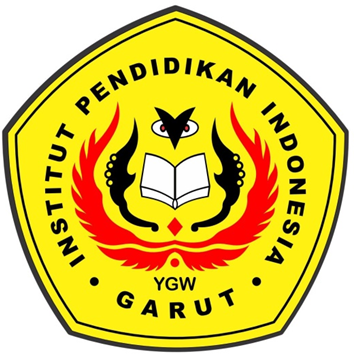 INSTITUT PENDIDIKAN INDONESIA
YGW
• GARUT •